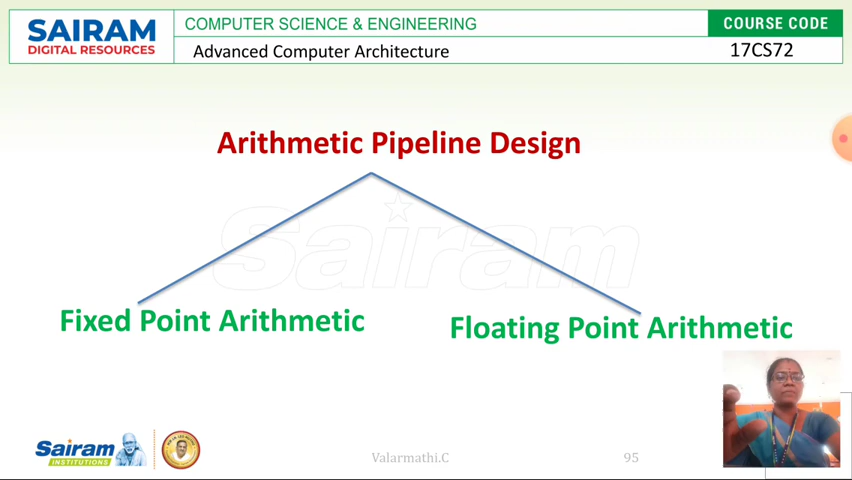 SAIRAM
DIGITAL RESOURCES
COMPUTER SCIENCE & ENGINEERING
COURSE CODE
Advanced Computer Architecture
17CS72
Arithmetic Pipeline Design
Sairam
Fixed Point Arithmetic
Floating Point Arithmetic
Sairam
INSTITUTIONS
Valarmathi.C
95